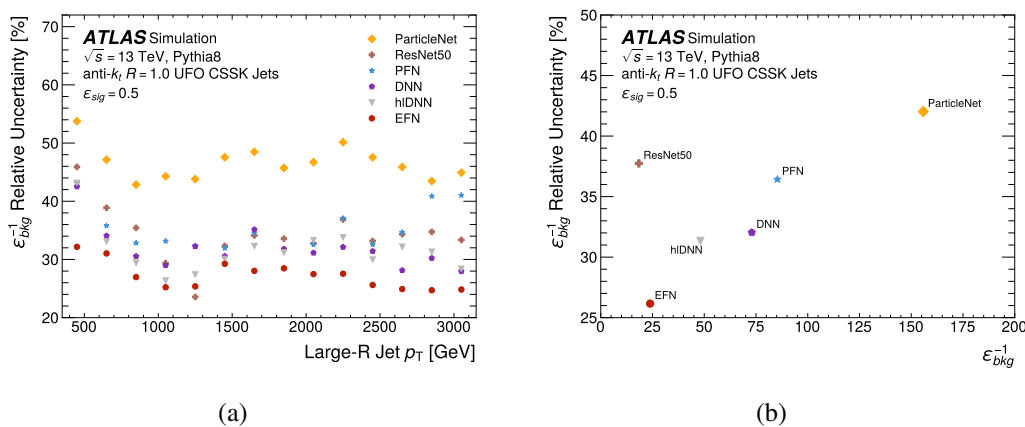 ATLAS Simulation
√s = 13 TeV, Pythia8
anti-kₜ R = 1.0 UFO CSSK Jets
εsig = 0.5
ParticleNet
ResNet50
PFN
DNN
hlDNN
EFN
ε⁻¹bkg Relative Uncertainty [%]
70
60
50
40
30
20
500 1000 1500 2000 2500 3000
Large-R Jet pT [GeV]
(a)
ATLAS Simulation
√s = 13 TeV, Pythia8
anti-kₜ R = 1.0 UFO CSSK Jets
εsig = 0.5
ε⁻¹bkg Relative Uncertainty [%]
50
45
40
35
30
25
ParticleNet
ResNet50
PFN
DNN
hlDNN
EFN
0 25 50 75 100 125 150 175 200
ε⁻¹bkg
(b)